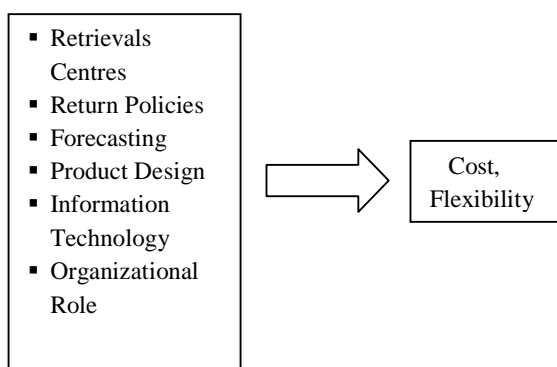 ▪ Retrievals
Centres
▪ Return Policies
▪ Forecasting
▪ Product Design
▪ Information
Technology
▪ Organizational
Role
Cost,
Flexibility